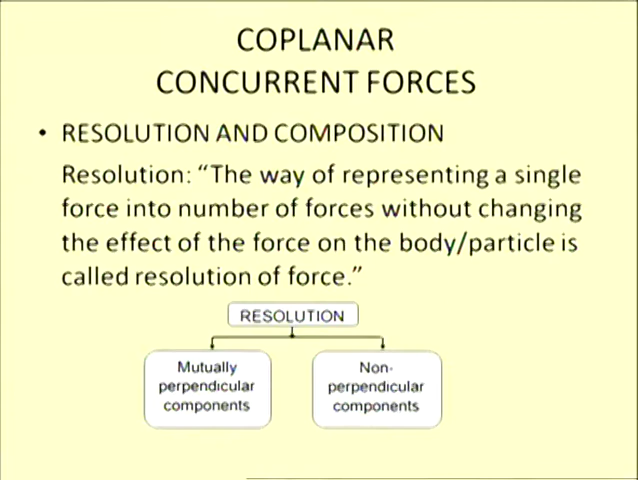 COPLANAR
CONCURRENT FORCES
• RESOLUTION AND COMPOSITION
Resolution: “The way of representing a single
force into number of forces without changing
the effect of the force on the body/particle is
called resolution of force.”
RESOLUTION
Mutually
perpendicular
components
Non-
perpendicular
components